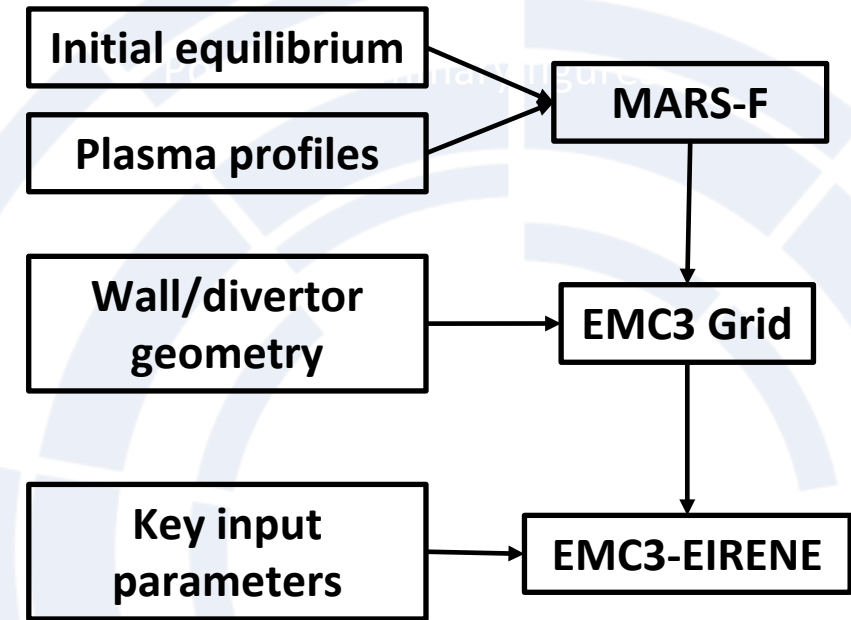 Initial equilibrium
MARS-F
Plasma profiles
Wall/divertor
geometry
EMC3 Grid
Key input
parameters
EMC3-EIRENE